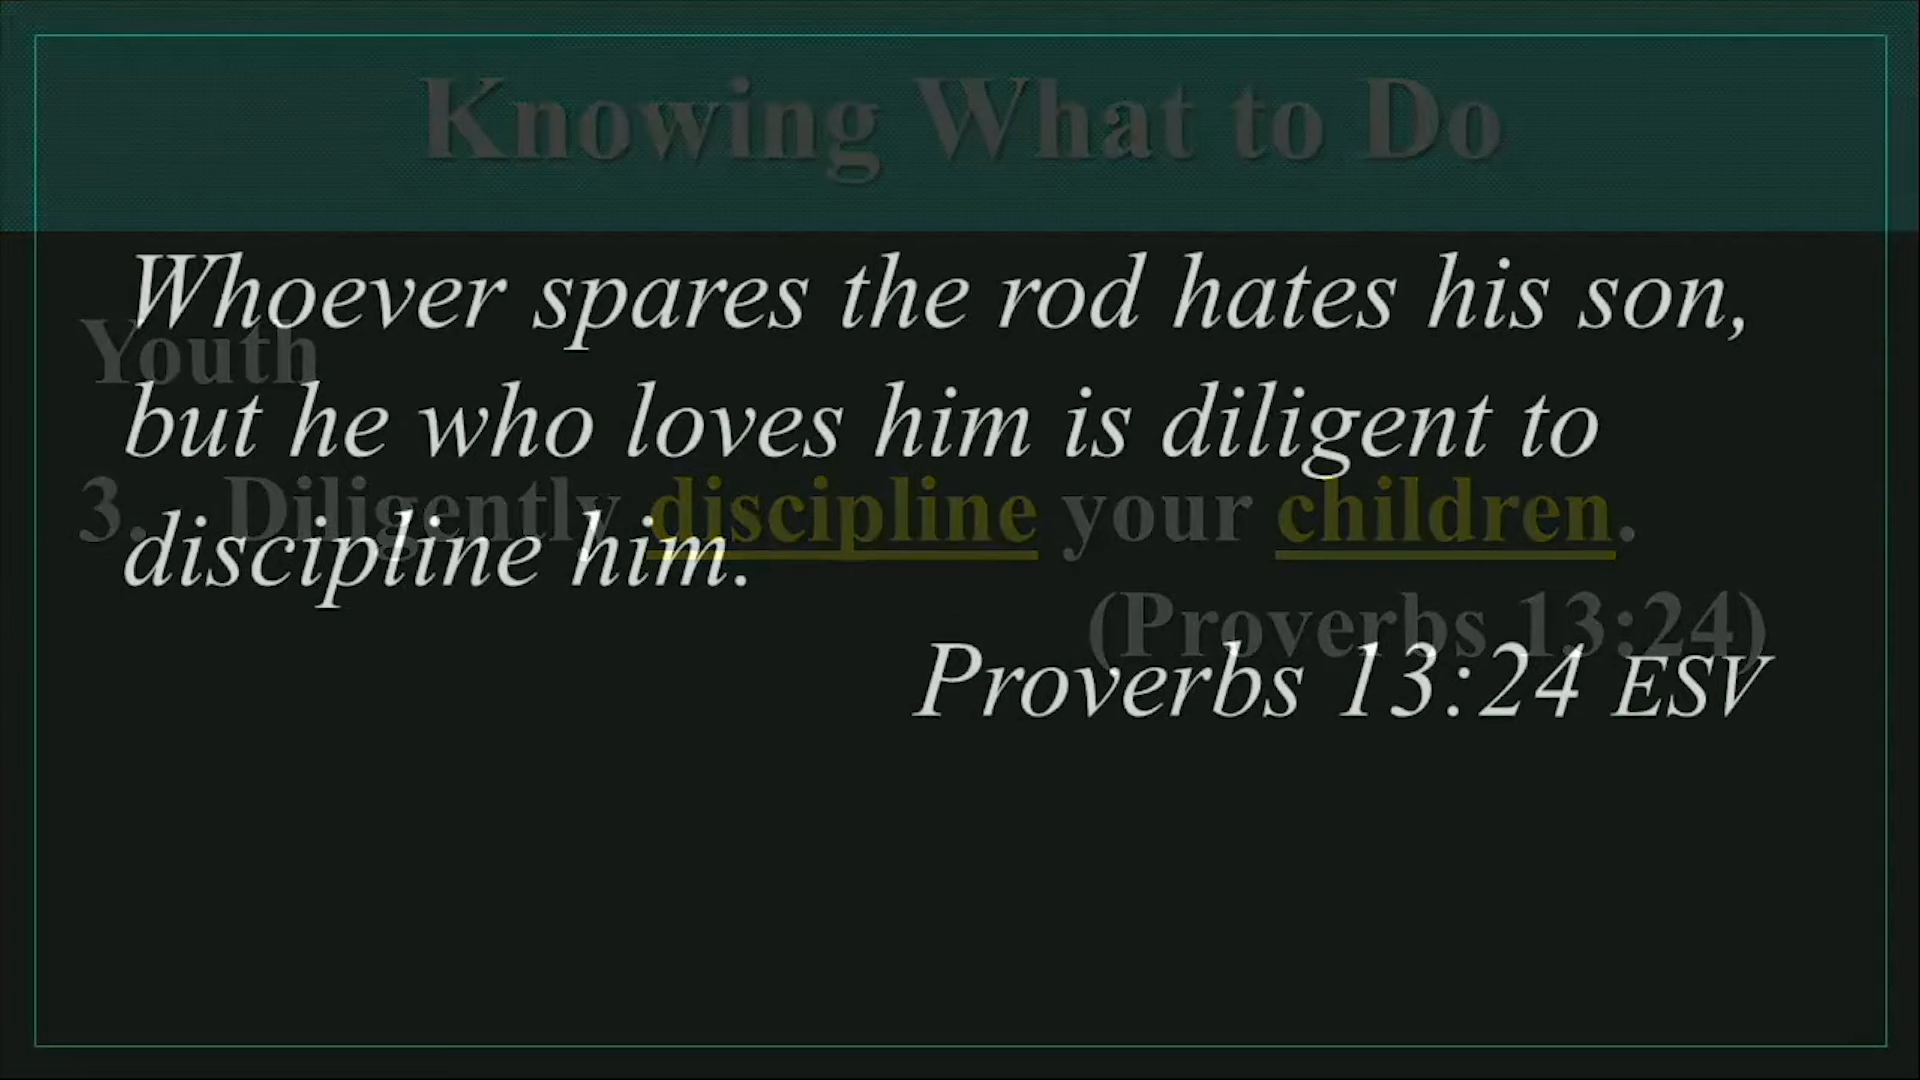 Knowing What to Do
Whoever spares the rod hates his son,
Youth
but he who loves him is diligent to
3. Diligently discipline your children.
discipline him.
(Proverbs 13:24)
Proverbs 13:24 ESV